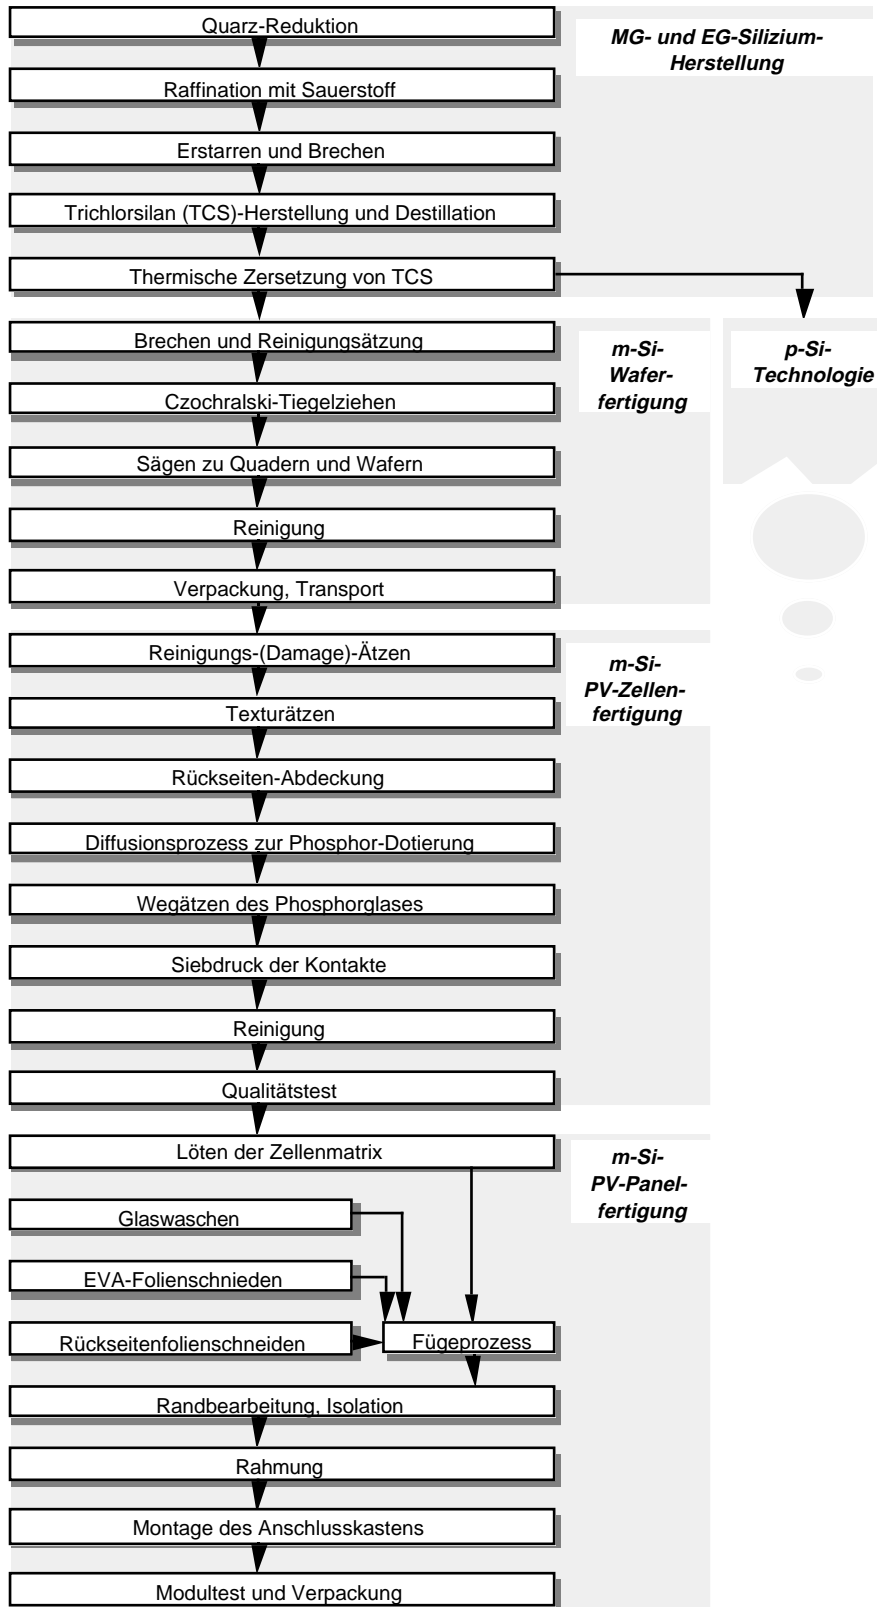 Quarz-Reduktion
MG- und EG-Silizium-
Herstellung
Raffination mit Sauerstoff
Erstarren und Brechen
Trichlorsilan (TCS)-Herstellung und Destillation
Thermische Zersetzung von TCS
Brechen und Reinigungsätzung
m-Si-
Wafer-
fertigung
p-Si-
Technologie
Czochralski-Tiegelziehen
Sägen zu Quadern und Wafern
Reinigung
Verpackung, Transport
Reinigungs-(Damage)-Ätzen
m-Si-
PV-Zellen-
fertigung
Texturätzen
Rückseiten-Abdeckung
Diffusionsprozess zur Phosphor-Dotierung
Wegätzen des Phosphorglases
Siebdruck der Kontakte
Reinigung
Qualitätstest
Löten der Zellenmatrix
m-Si-
PV-Panel-
fertigung
Glaswaschen
EVA-Folienschnieden
Rückseitenfolienschneiden
Fügeprozess
Randbearbeitung, Isolation
Rahmung
Montage des Anschlusskastens
Modultest und Verpackung